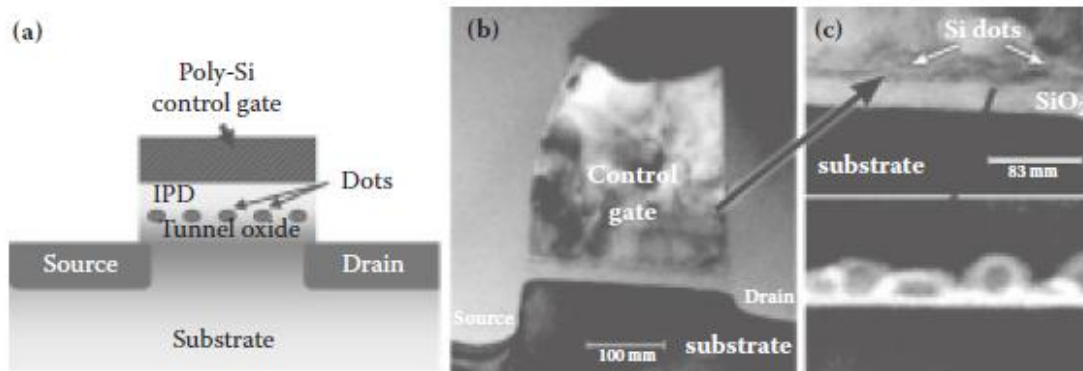 (a)
Poly-Si
control gate
IPD
Dots
Tunnel oxide
Source
Drain
Substrate
(b)
Control
gate
Source
Drain
100 mm
substrate
(c)
Si dots
SiO₂
substrate
83 mm